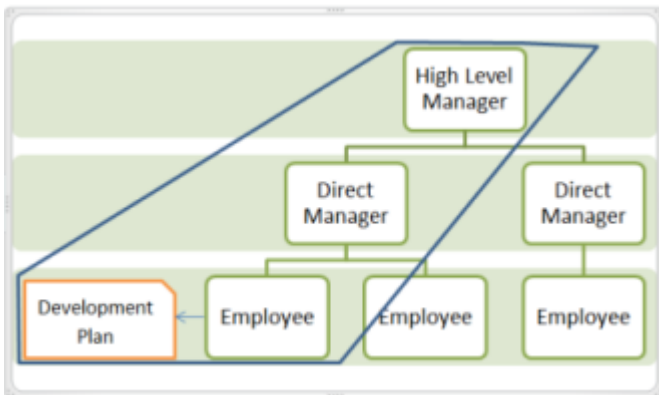 High Level
Manager
Direct
Manager
Direct
Manager
Development
Plan
Employee
Employee
Employee